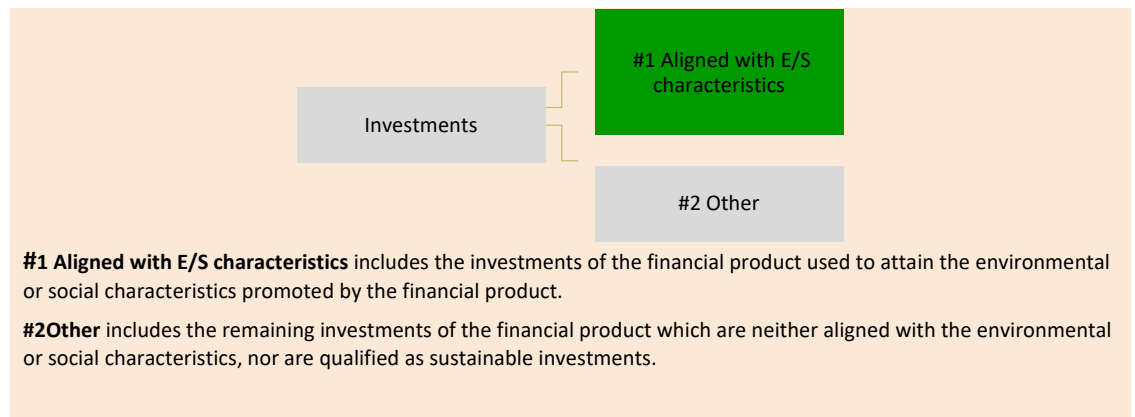 #1 Aligned with E/S
characteristics
Investments
#2 Other
#1 Aligned with E/S characteristics includes the investments of the financial product used to attain the environmental
or social characteristics promoted by the financial product.
#2Other includes the remaining investments of the financial product which are neither aligned with the environmental
or social characteristics, nor are qualified as sustainable investments.